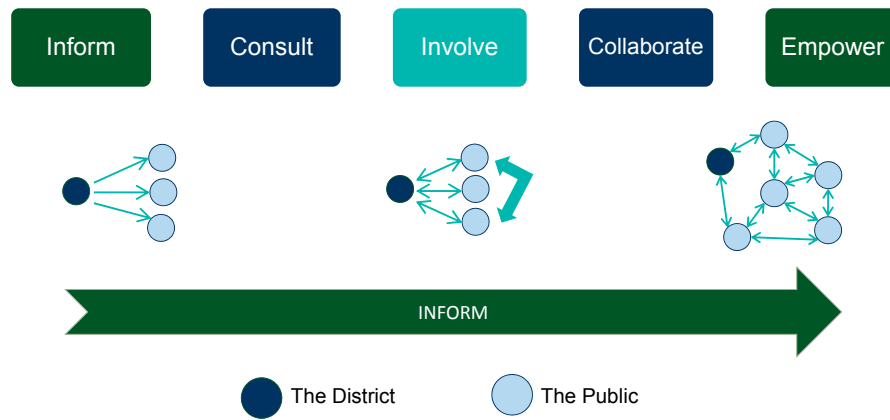 Inform
Consult
Involve
Collaborate
Empower
INFORM
The District
The Public